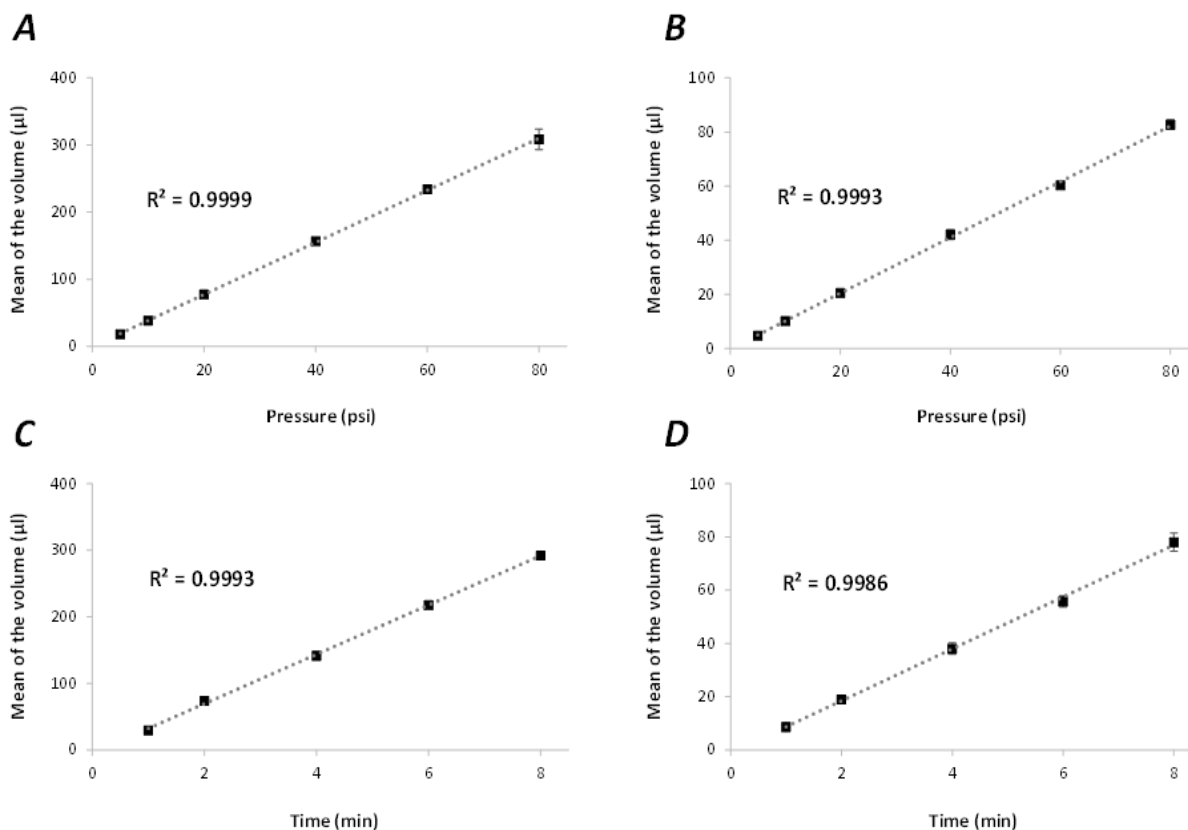 A
Mean of the volume (µl)
400
300
200
100
0
R² = 0.9999
0 20 40 60 80
Pressure (psi)
B
Mean of the volume (µl)
100
80
60
40
20
0
R² = 0.9993
0 20 40 60 80
Pressure (psi)
C
Mean of the volume (µl)
400
300
200
100
0
R² = 0.9993
0 2 4 6 8
Time (min)
D
Mean of the volume (µl)
100
80
60
40
20
0
R² = 0.9986
0 2 4 6 8
Time (min)